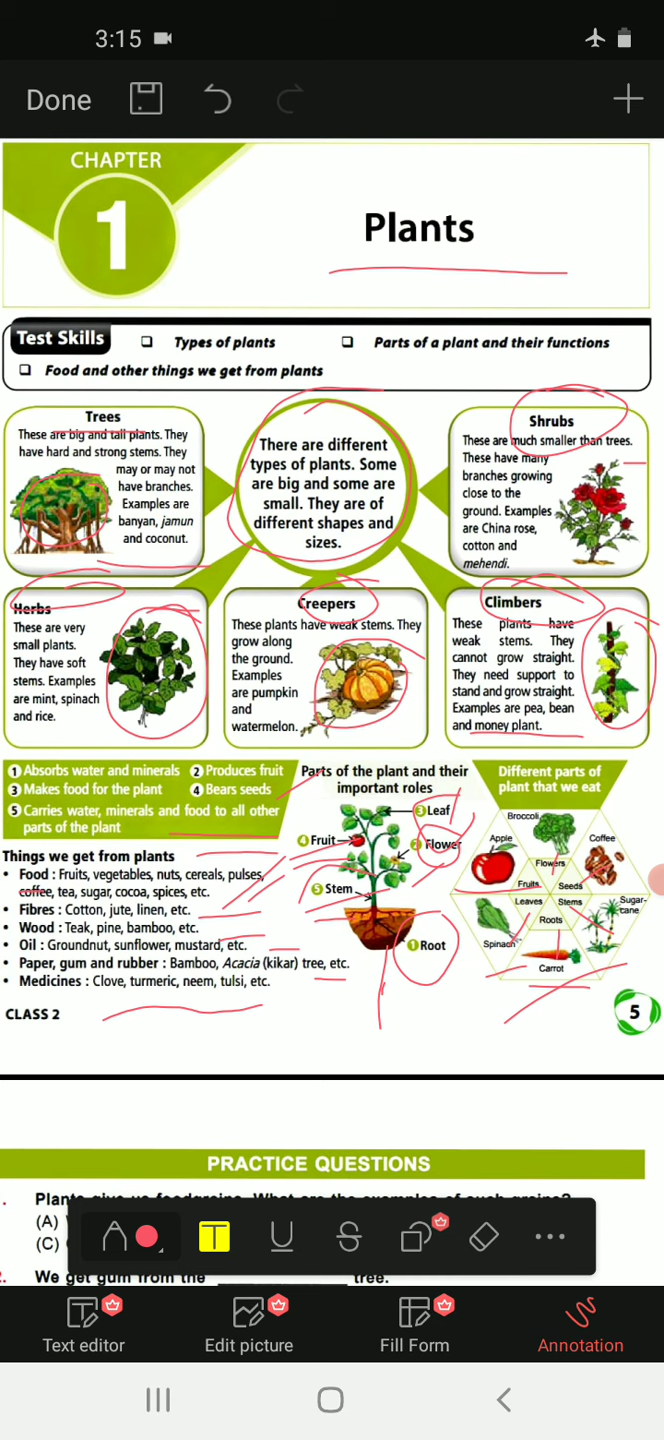 3:15
Done
CHAPTER
1
Plants
Test Skills
Types of plants
Parts of a plant and their functions
Food and other things we get from plants
Trees
These are big and tall plants. They
have hard and strong stems. They
may or may not
have branches.
Examples are
banyan, jamun
and coconut.
There are different
types of plants. Some
are big and some are
small. They are of
different shapes and
sizes.
Shrubs
These are much smaller than trees.
These have many
branches growing
close to the
ground. Examples
are China rose,
cotton and
mehendi.
Herbs
These are very
small plants.
They have soft
stems. Examples
are mint, spinach
and rice.
Creepers
These plants have weak stems. They
grow along
the ground.
Examples
are pumpkin
and
watermelon.
Climbers
These plants have
weak stems. They
cannot grow straight.
They need support to
stand and grow straight.
Examples are pea, bean
and money plant.
1 Absorbs water and minerals 2 Produces fruit
3 Makes food for the plant 4 Bears seeds
5 Carries water, minerals and food to all other
parts of the plant
Parts of the plant and their
important roles
3 Leaf
4 Fruit
2 Flower
5 Stem
1 Root
Different parts of
plant that we eat
Broccoli
Apple
Coffee
Flowers
Fruits
Seeds
Leaves
Stems
Roots
Sugar-
cane
Spinach
Carrot
Things we get from plants
• Food : Fruits, vegetables, nuts, cereals, pulses,
coffee, tea, sugar, cocoa, spices, etc.
• Fibres : Cotton, jute, linen, etc.
• Wood : Teak, pine, bamboo, etc.
• Oil : Groundnut, sunflower, mustard, etc.
• Paper, gum and rubber : Bamboo, Acacia (kikar) tree, etc.
• Medicines : Clove, turmeric, neem, tulsi, etc.
CLASS 2
5
PRACTICE QUESTIONS
Plants give us foodgrains. What are the examples of such grains?
(A)
(C)
We get gum from the ____________ tree.
Text editor
Edit picture
Fill Form
Annotation